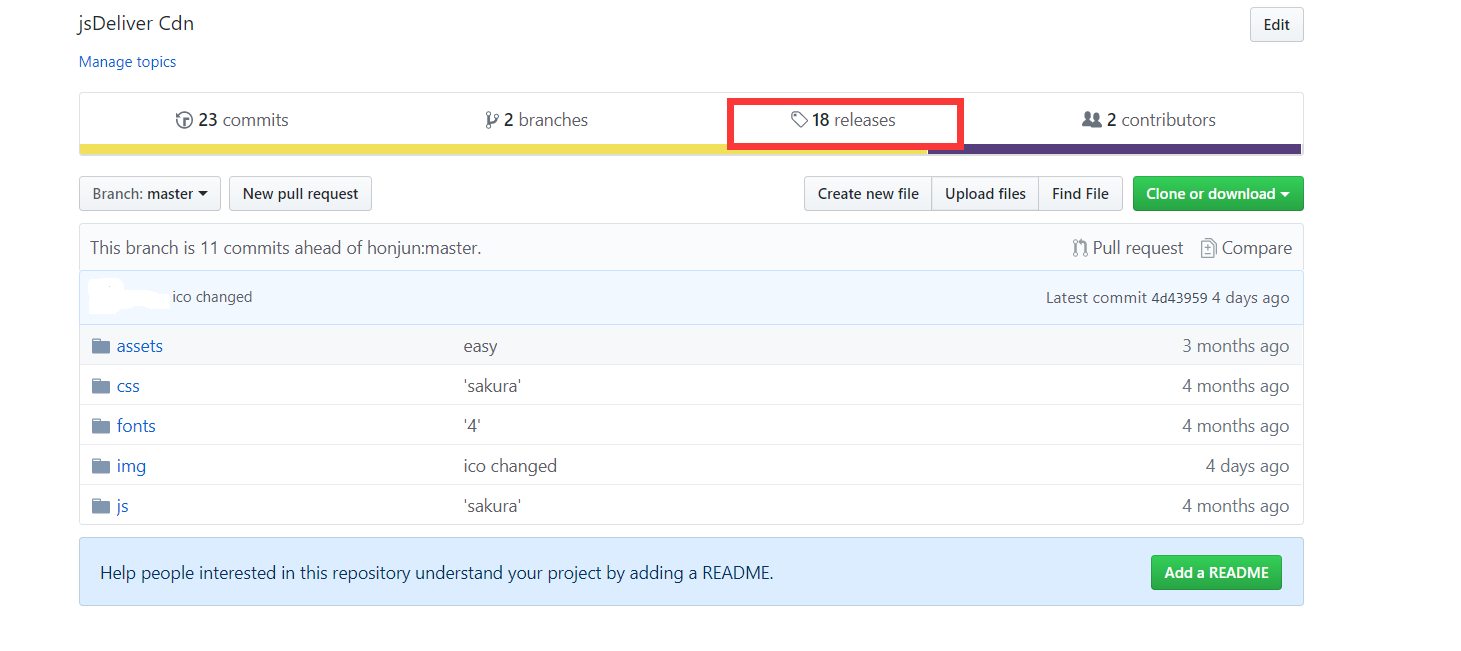 jsDeliver Cdn
Edit
Manage topics
23 commits
2 branches
18 releases
2 contributors
Branch: master
New pull request
Create new file
Upload files
Find File
Clone or download
This branch is 11 commits ahead of honjun:master.
Pull request
Compare
ico changed
Latest commit 4d43959 4 days ago
assets easy 3 months ago
css 'sakura' 4 months ago
fonts '4' 4 months ago
img ico changed 4 days ago
js 'sakura' 4 months ago
Help people interested in this repository understand your project by adding a README.
Add a README